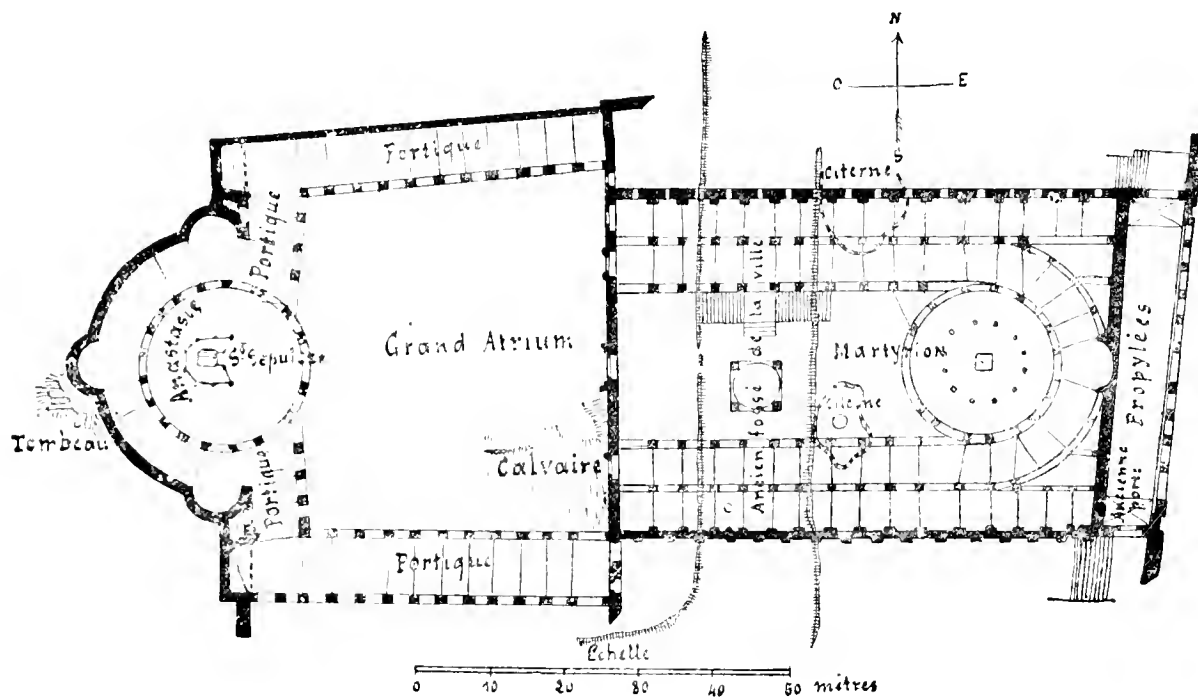 N
O E
S
Portique
Citerne
Portique
Anastasis
St Sépulcre
Grand Atrium
Ancien fossé de la ville
Martyrion
Citerne
Propylées
Ancienne porte
Tombeau
Calvaire
Portique
Portique
Echelle
0 10 20 30 40 50 mètres